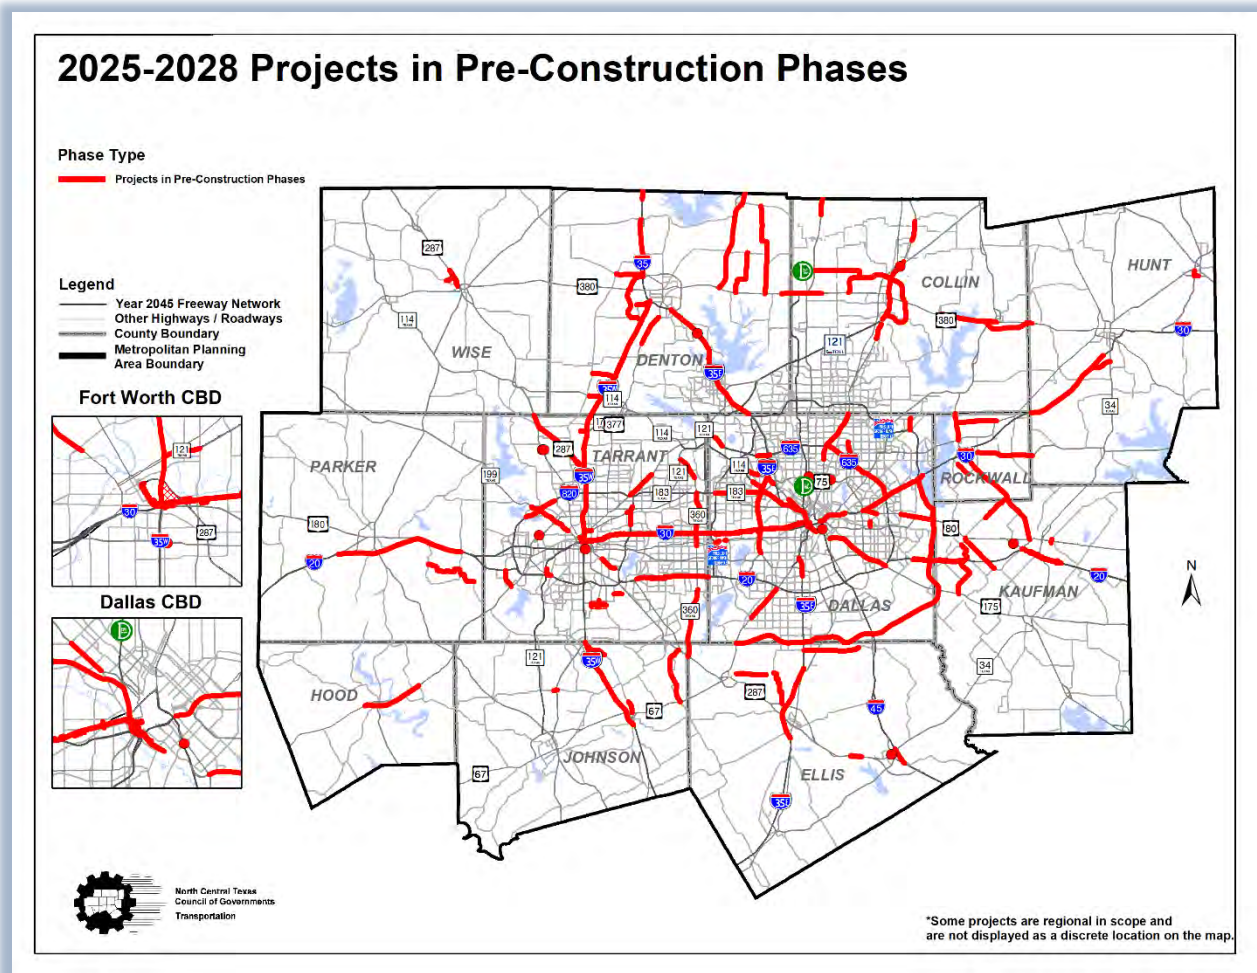 2025-2028 Projects in Pre-Construction Phases
Phase Type
Projects in Pre-Construction Phases
Legend
Year 2045 Freeway Network
Other Highways / Roadways
County Boundary
Metropolitan Planning
Area Boundary
Fort Worth CBD
121
30
287
35W
Dallas CBD
287
114
WISE
35
380
DENTON
35E
35W
114
377
COLLIN
380
121
HUNT
30
34
PARKER
180
20
199
287
TARRANT
820
114
121
121
183
360
30
114
183
35E
635
635
75
20
35E
DALLAS
360
30
ROCKWALL
80
20
KAUFMAN
175
34
HOOD
121
35W
67
67
JOHNSON
287
45
ELLIS
35E
N
North Central Texas
Council of Governments
Transportation
*Some projects are regional in scope and
are not displayed as a discrete location on the map.